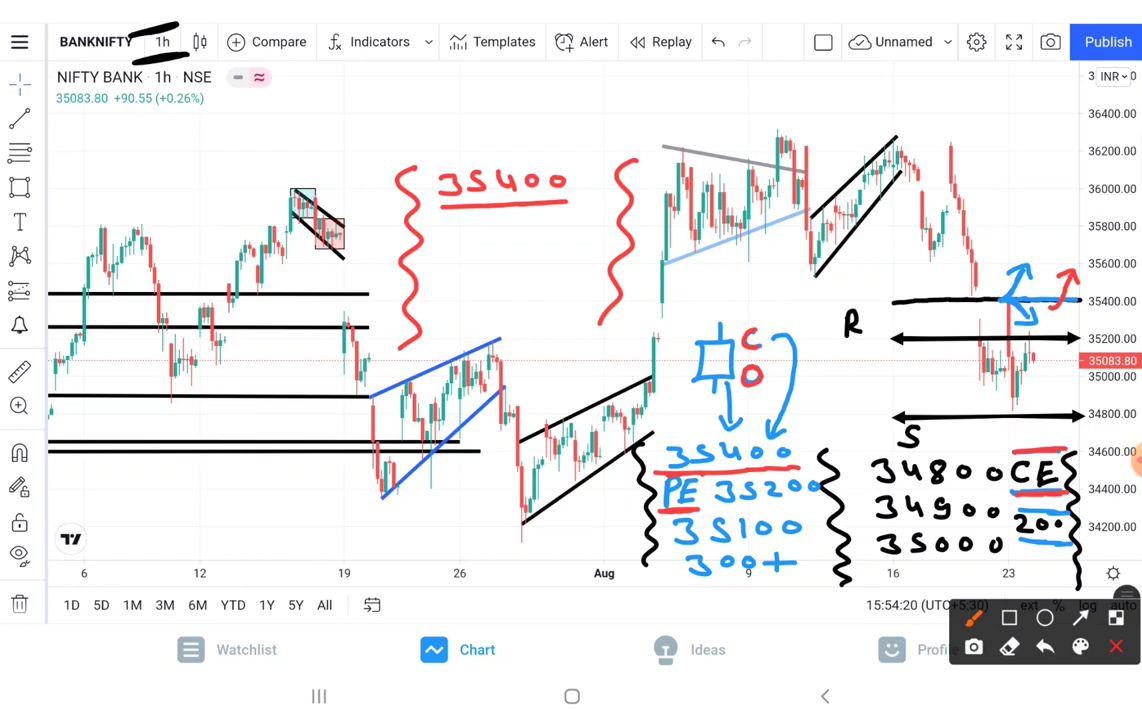 BANKNIFTY 1h Compare Indicators Templates Alert Replay Unnamed Publish
NIFTY BANK · 1h · NSE
INR
35083.80 +90.55 (+0.26%)
36400.00
36200.00
36000.00
35800.00
35600.00
35400.00
35200.00
35083.80
35000.00
34800.00
34600.00
34400.00
34200.00
35400
R
C
O
S
35400
PE 35200
35100
300+
34800 CE
34900
200
35000
6 12 19 26 Aug 9 16 23
1D 5D 1M 3M 6M YTD 1Y 5Y All 15:54:20 (UTC+5:30) ext % log auto
Watchlist Chart Ideas